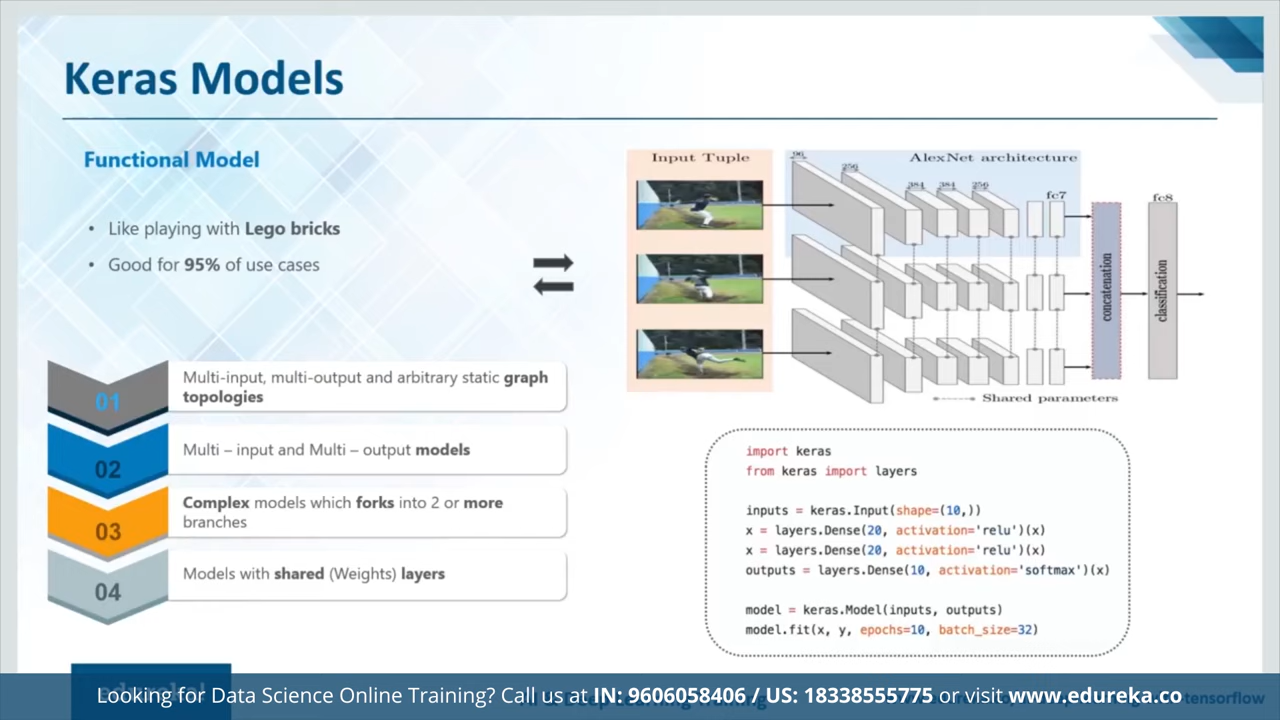 Keras Models
Functional Model
• Like playing with Lego bricks
• Good for 95% of use cases
01
Multi-input, multi-output and arbitrary static graph
topologies
02
Multi – input and Multi – output models
03
Complex models which forks into 2 or more
branches
04
Models with shared (Weights) layers
Input Tuple
AlexNet architecture
96
256
384
384
256
fc7
fc8
concatenation
classification
Shared parameters
import keras
from keras import layers
inputs = keras.Input(shape=(10,))
x = layers.Dense(20, activation='relu')(x)
x = layers.Dense(20, activation='relu')(x)
outputs = layers.Dense(10, activation='softmax')(x)
model = keras.Model(inputs, outputs)
model.fit(x, y, epochs=10, batch_size=32)
Looking for Data Science Online Training? Call us at IN: 9606058406 / US: 18338555775 or visit www.edureka.co